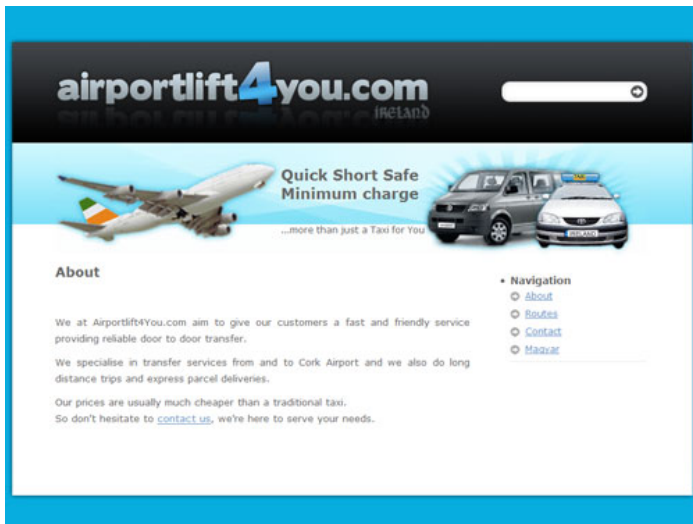 airportlift4you.com
IRELAND
Quick Short Safe
Minimum charge
...more than just a Taxi for You
TAXI
IRELAND
About
We at Airportlift4You.com aim to give our customers a fast and friendly service
providing reliable door to door transfer.
We specialise in transfer services from and to Cork Airport and we also do long
distance trips and express parcel deliveries.
Our prices are usually much cheaper than a traditional taxi.
So don't hesitate to contact us, we're here to serve your needs.
• Navigation
About
Routes
Contact
Magyar